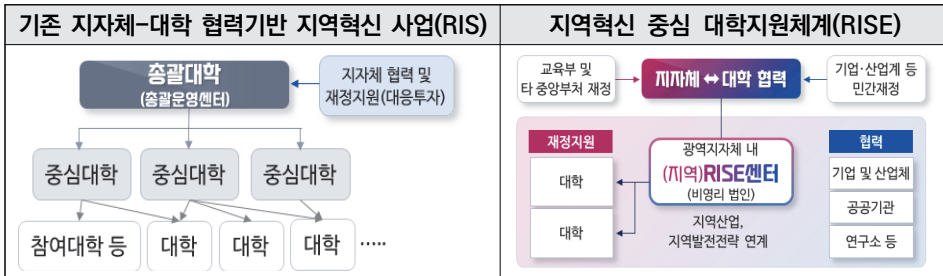 기존 지자체-대학 협력기반 지역혁신 사업(RIS)
총괄대학
(총괄운영센터)
지자체 협력 및
재정지원(대응투자)
중심대학
중심대학
중심대학
참여대학 등
대학
대학
대학
·····
지역혁신 중심 대학지원체계(RISE)
교육부 및
타 중앙부처 재정
지자체 ↔ 대학 협력
기업·산업계 등
민간재정
재정지원
대학
대학
광역지자체 내
(지역)RISE센터
(비영리 법인)
지역산업,
지역발전전략 연계
협력
기업 및 산업체
공공기관
연구소 등